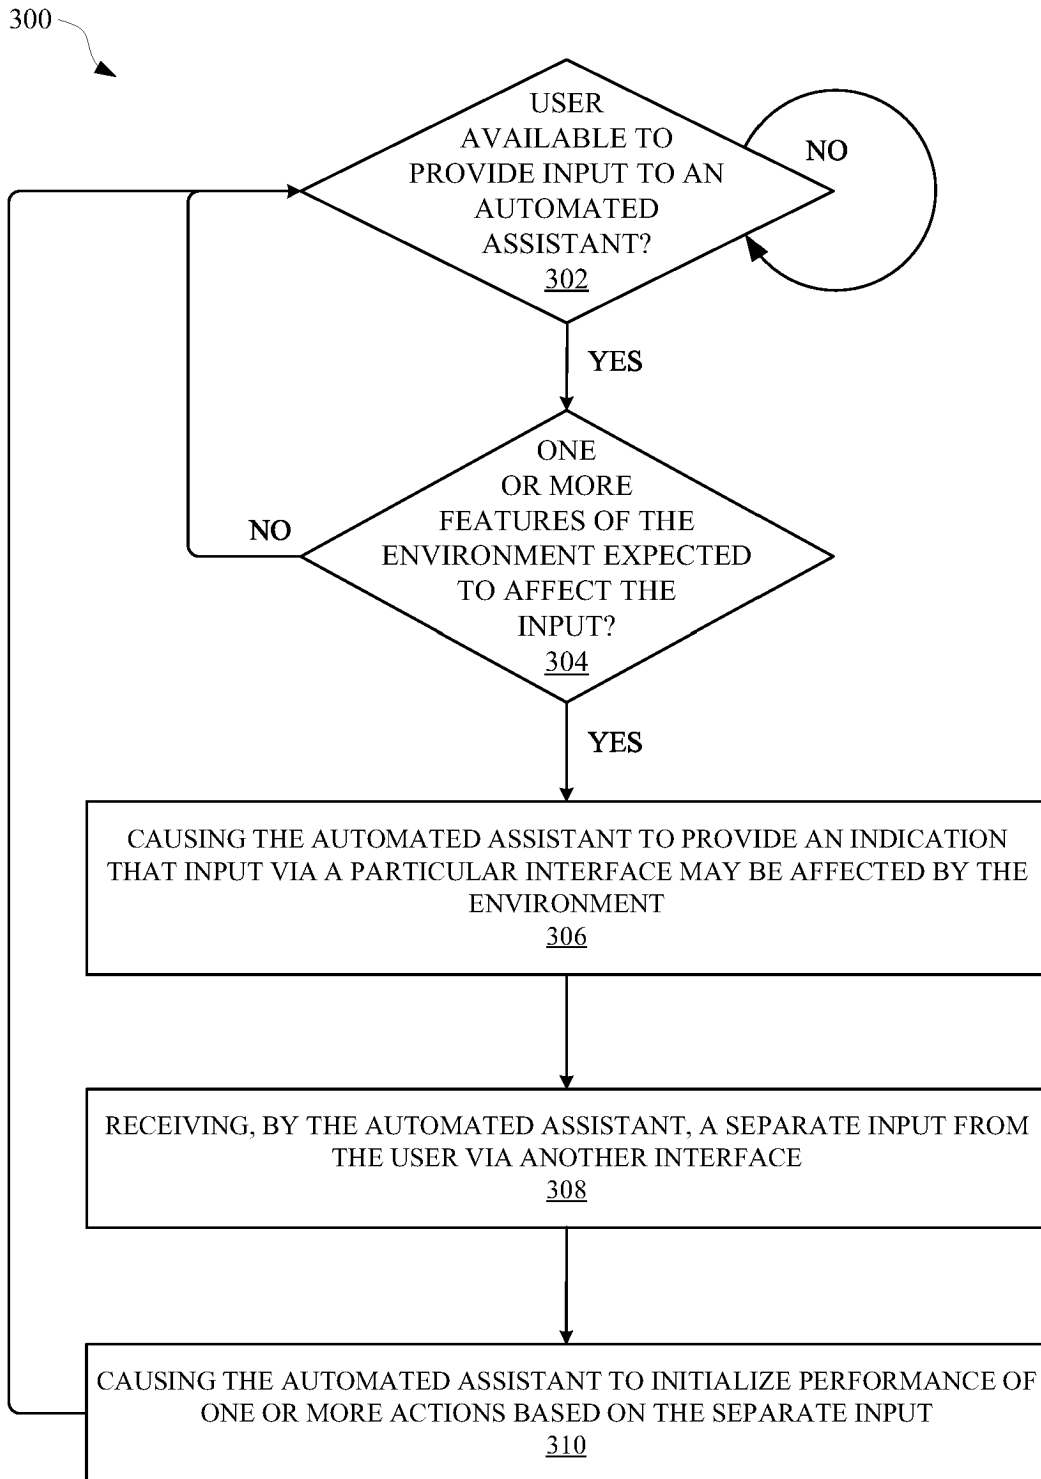 300
USER
AVAILABLE TO
PROVIDE INPUT TO AN
AUTOMATED
ASSISTANT?
302
NO
YES
ONE
OR MORE
FEATURES OF THE
ENVIRONMENT EXPECTED
TO AFFECT THE
INPUT?
304
NO
YES
CAUSING THE AUTOMATED ASSISTANT TO PROVIDE AN INDICATION
THAT INPUT VIA A PARTICULAR INTERFACE MAY BE AFFECTED BY THE
ENVIRONMENT
306
RECEIVING, BY THE AUTOMATED ASSISTANT, A SEPARATE INPUT FROM
THE USER VIA ANOTHER INTERFACE
308
CAUSING THE AUTOMATED ASSISTANT TO INITIALIZE PERFORMANCE OF
ONE OR MORE ACTIONS BASED ON THE SEPARATE INPUT
310